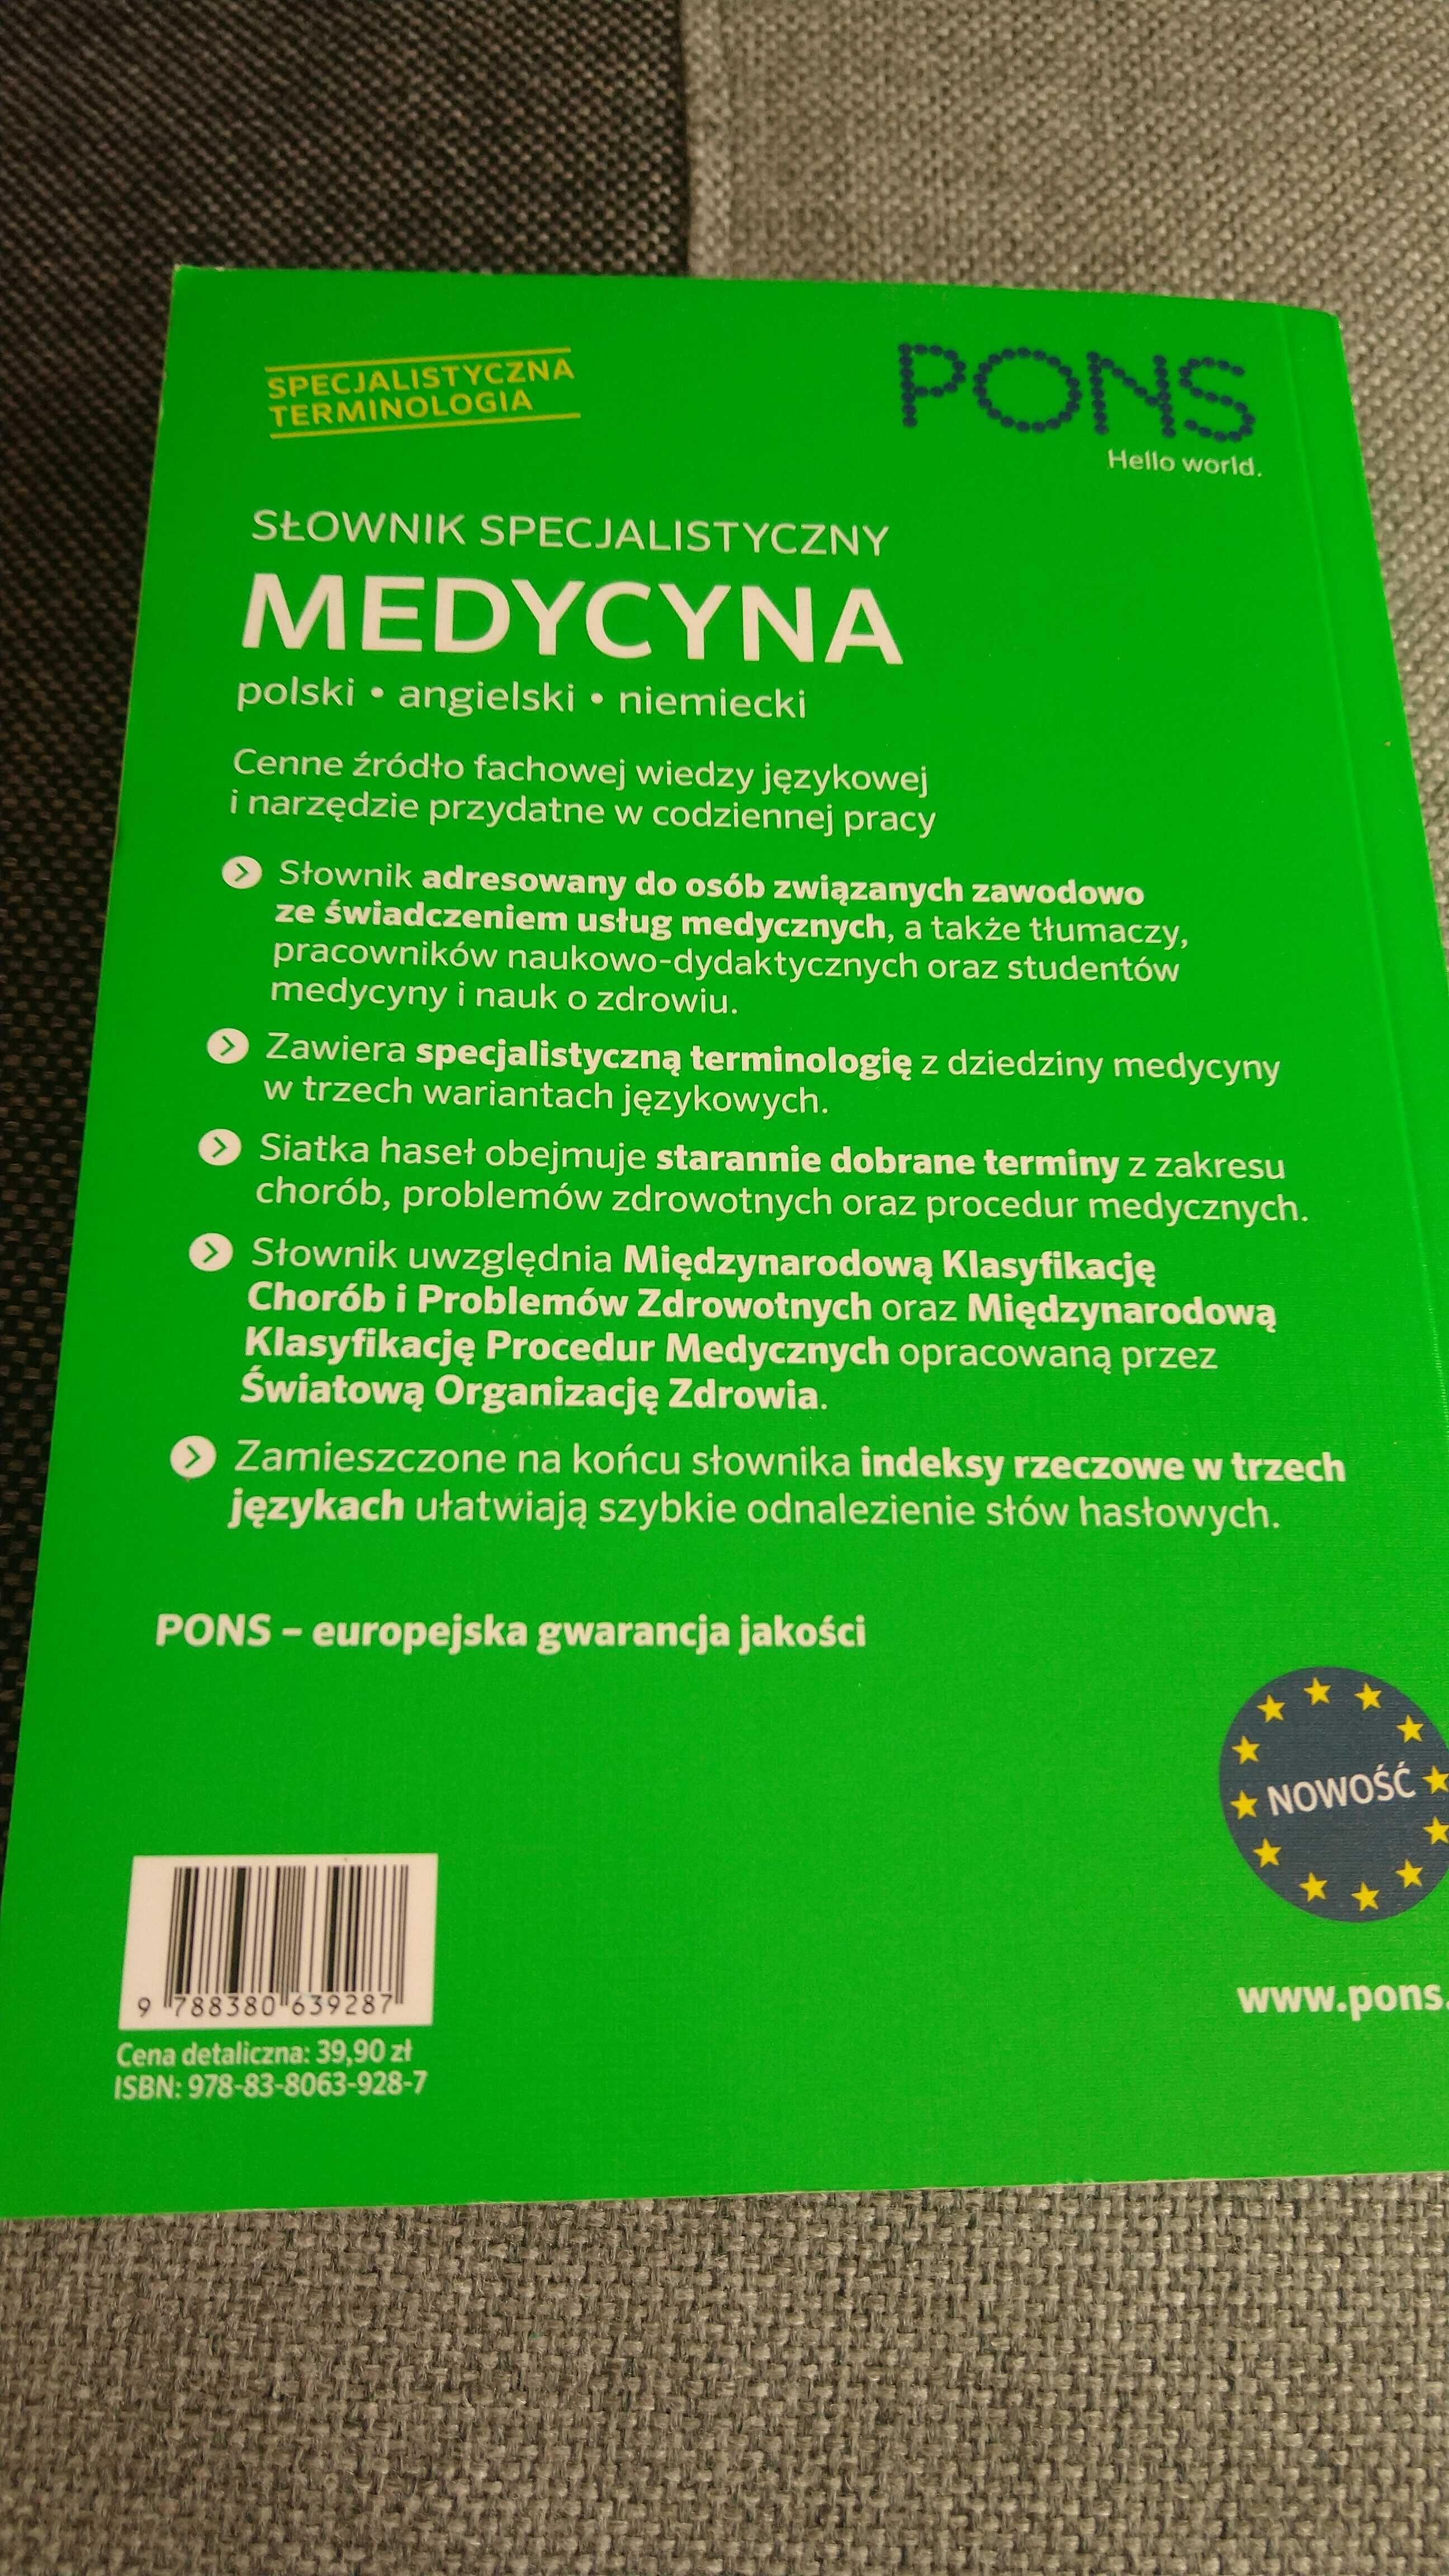 SPECJALISTYCZNA
TERMINOLOGIA
PONS
Hello world.
SŁOWNIK SPECJALISTYCZNY
MEDYCYNA
polski • angielski • niemiecki
Cenne źródło fachowej wiedzy językowej
i narzędzie przydatne w codziennej pracy
Słownik adresowany do osób związanych zawodowo
ze świadczeniem usług medycznych, a także tłumaczy,
pracowników naukowo-dydaktycznych oraz studentów
medycyny i nauk o zdrowiu.
Zawiera specjalistyczną terminologię z dziedziny medycyny
w trzech wariantach językowych.
Siatka haseł obejmuje starannie dobrane terminy z zakresu
chorób, problemów zdrowotnych oraz procedur medycznych.
Słownik uwzględnia Międzynarodową Klasyfikację
Chorób i Problemów Zdrowotnych oraz Międzynarodową
Klasyfikację Procedur Medycznych opracowaną przez
Światową Organizację Zdrowia.
Zamieszczone na końcu słownika indeksy rzeczowe w trzech
językach ułatwiają szybkie odnalezienie słów hasłowych.
PONS – europejska gwarancja jakości
NOWOŚĆ
www.pons.
9 788380 639287
Cena detaliczna: 39,90 zł
ISBN: 978-83-8063-928-7